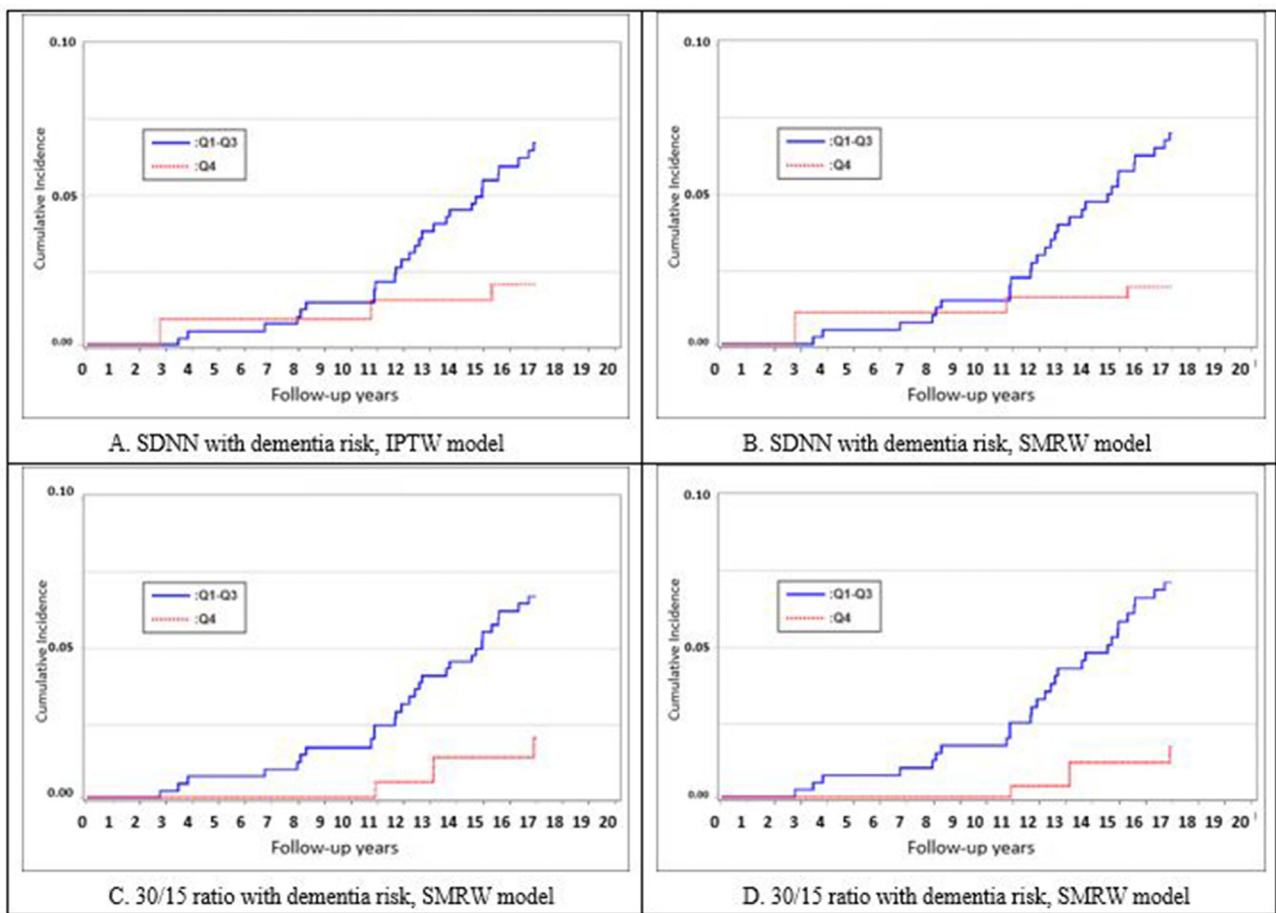 0.10
0.05
0.00
Cumulative Incidence
:Q1-Q3
:Q4
0 1 2 3 4 5 6 7 8 9 10 11 12 13 14 15 16 17 18 19 20
Follow-up years
A. SDNN with dementia risk, IPTW model
0.10
0.05
0.00
Cumulative Incidence
:Q1-Q3
:Q4
0 1 2 3 4 5 6 7 8 9 10 11 12 13 14 15 16 17 18 19 20
Follow-up years
B. SDNN with dementia risk, SMRW model
0.10
0.05
0.00
Cumulative Incidence
:Q1-Q3
:Q4
0 1 2 3 4 5 6 7 8 9 10 11 12 13 14 15 16 17 18 19 20
Follow-up years
C. 30/15 ratio with dementia risk, SMRW model
0.10
0.05
0.00
Cumulative Incidence
:Q1-Q3
:Q4
0 1 2 3 4 5 6 7 8 9 10 11 12 13 14 15 16 17 18 19 20
Follow-up years
D. 30/15 ratio with dementia risk, SMRW model